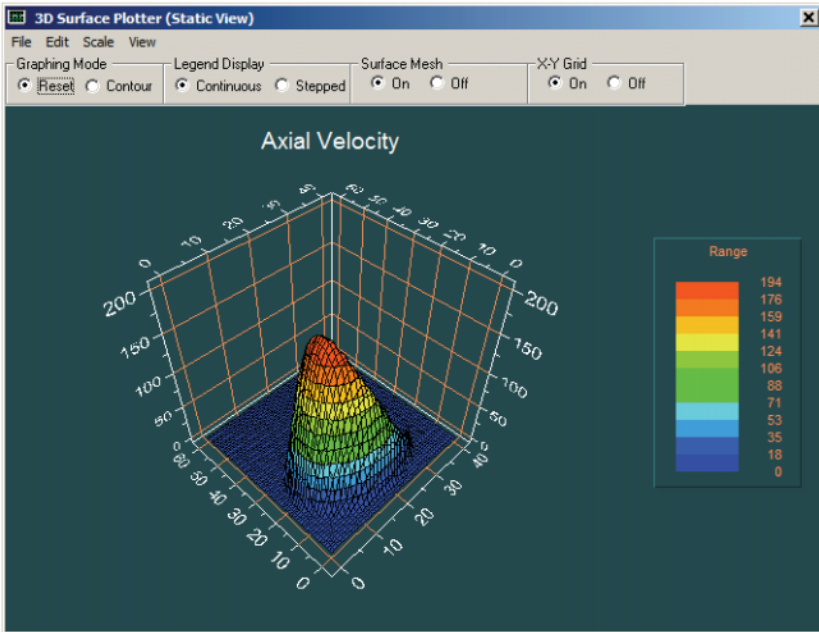 3D Surface Plotter (Static View)
File Edit Scale View
Graphing Mode Legend Display Surface Mesh X-Y Grid
Reset Contour Continuous Stepped On Off On Off
Axial Velocity
0 10 20 40 60 50 40 30 20 10 0
200 150 100 50 0
200 150 100 50 0
60 50 40 30 20 10 0
0 10 20 30 40
Range
194
176
159
141
124
106
88
71
53
35
18
0